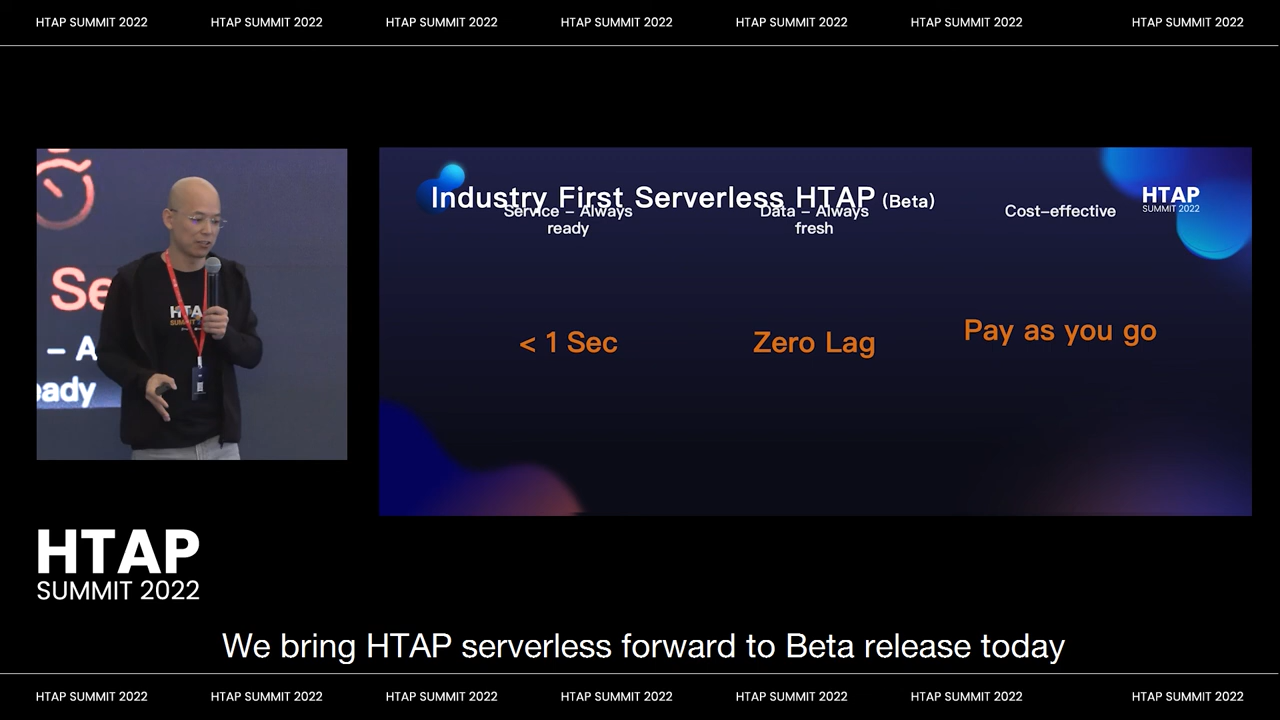 HTAP SUMMIT 2022 HTAP SUMMIT 2022 HTAP SUMMIT 2022 HTAP SUMMIT 2022 HTAP SUMMIT 2022 HTAP SUMMIT 2022 HTAP SUMMIT 2022
Se
– A
eady
HTA
Industry First Serverless HTAP (Beta)
HTAP
SUMMIT 2022
Service – Always
ready
Data – Always
fresh
Cost–effective
< 1 Sec
Zero Lag
Pay as you go
HTAP
SUMMIT 2022
We bring HTAP serverless forward to Beta release today
HTAP SUMMIT 2022 HTAP SUMMIT 2022 HTAP SUMMIT 2022 HTAP SUMMIT 2022 HTAP SUMMIT 2022 HTAP SUMMIT 2022 HTAP SUMMIT 2022